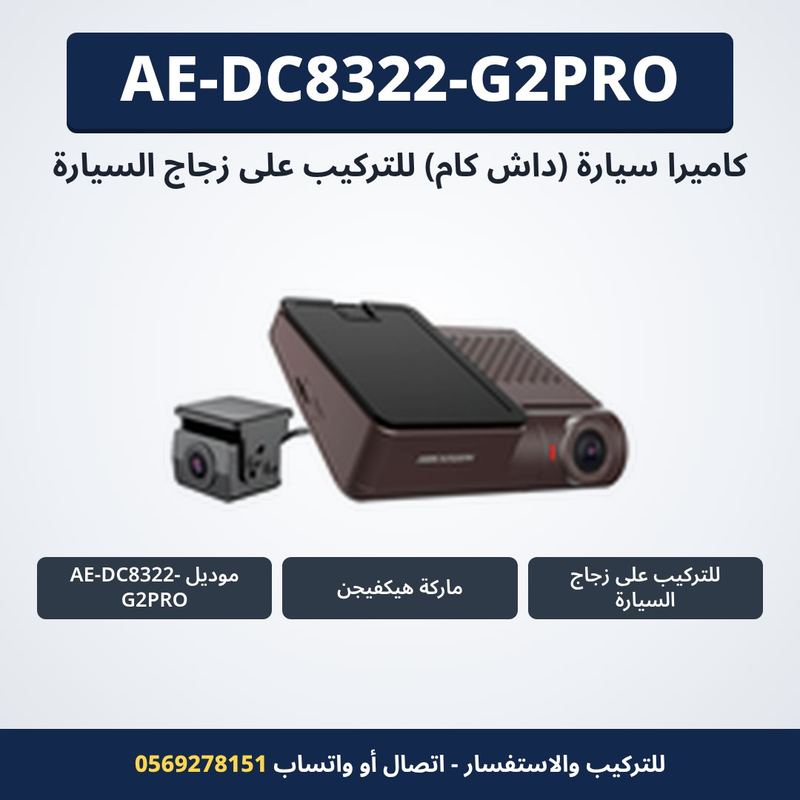 AE-DC8322-G2PRO
كاميرا سيارة (داش كام) للتركيب على زجاج السيارة
للتركيب على زجاج
السيارة
ماركة هيكفيجن
موديل AE-DC8322-
G2PRO
للتركيب والاستفسار - اتصال أو واتساب 0569278151